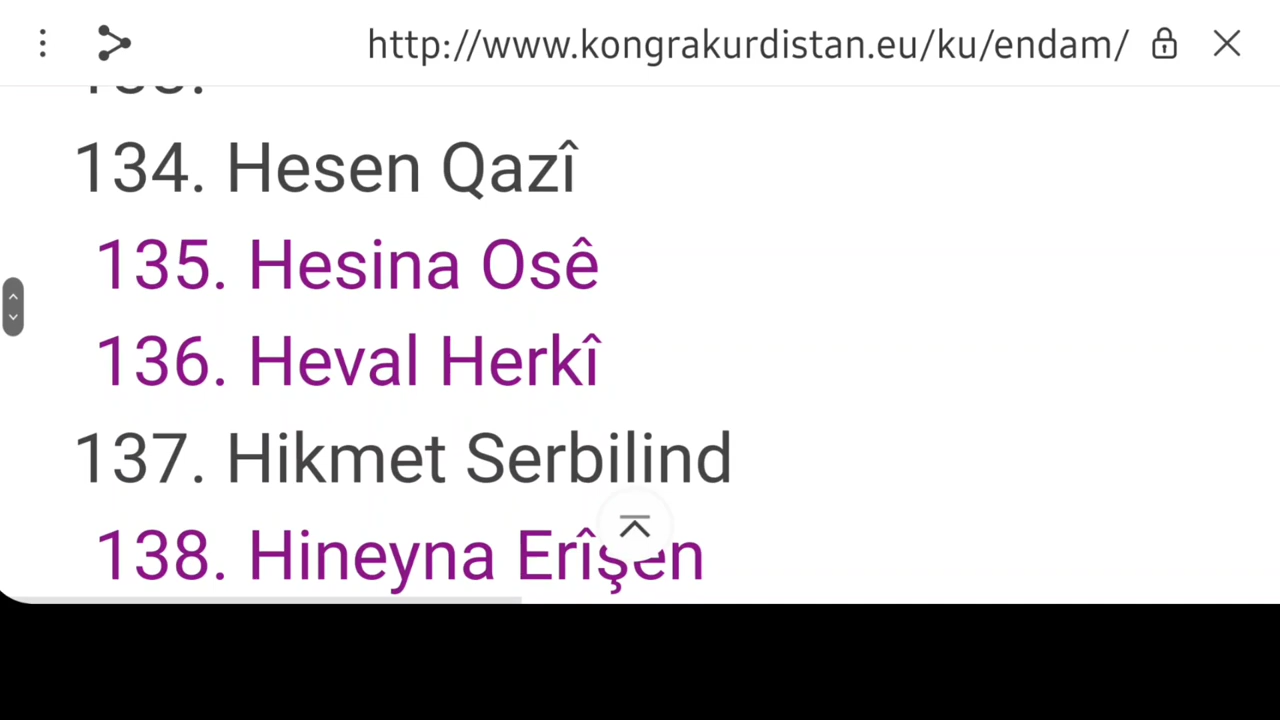 http://www.kongrakurdistan.eu/ku/endam/
134. Hesen Qazî
135. Hesina Osê
136. Heval Herkî
137. Hikmet Serbilind
138. Hineyna Erîşen